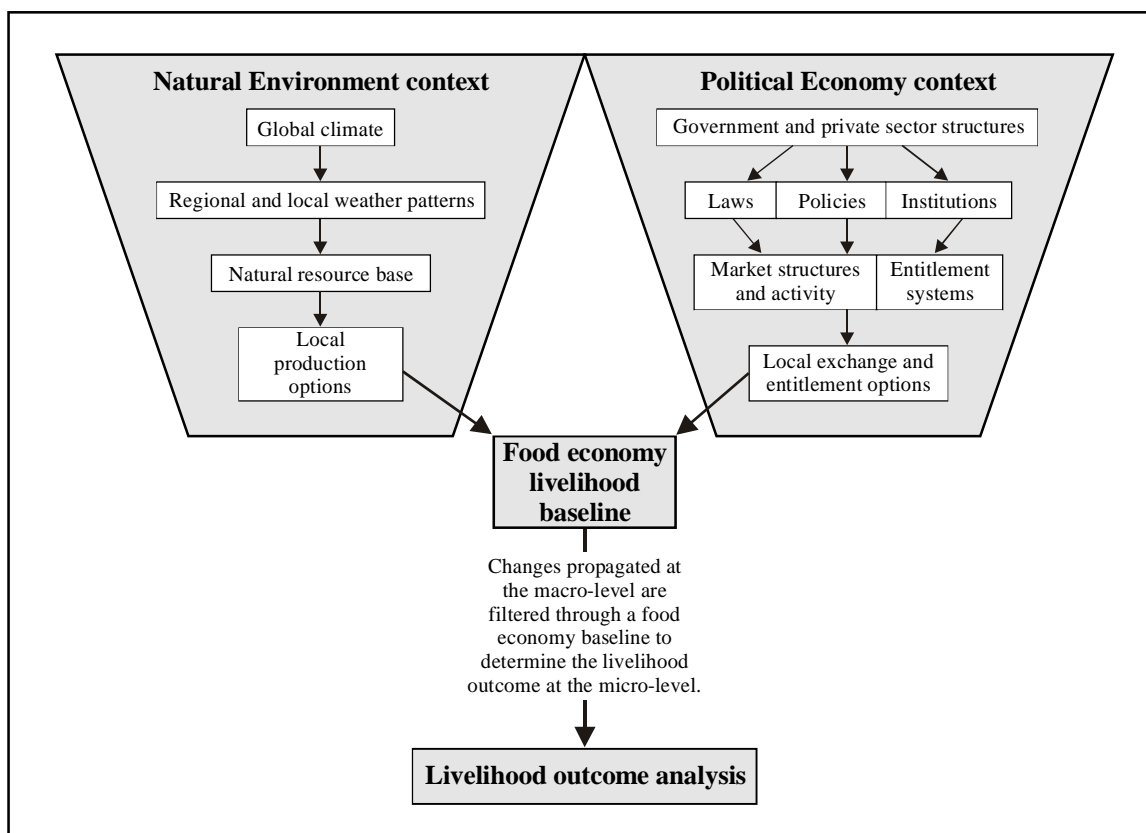 Natural Environment context
Global climate
Regional and local weather patterns
Natural resource base
Local
production
options
Political Economy context
Government and private sector structures
Laws
Policies
Institutions
Market structures
and activity
Entitlement
systems
Local exchange and
entitlement options
Food economy
livelihood
baseline
Changes propagated at
the macro-level are
filtered through a food
economy baseline to
determine the livelihood
outcome at the micro-level.
Livelihood outcome analysis